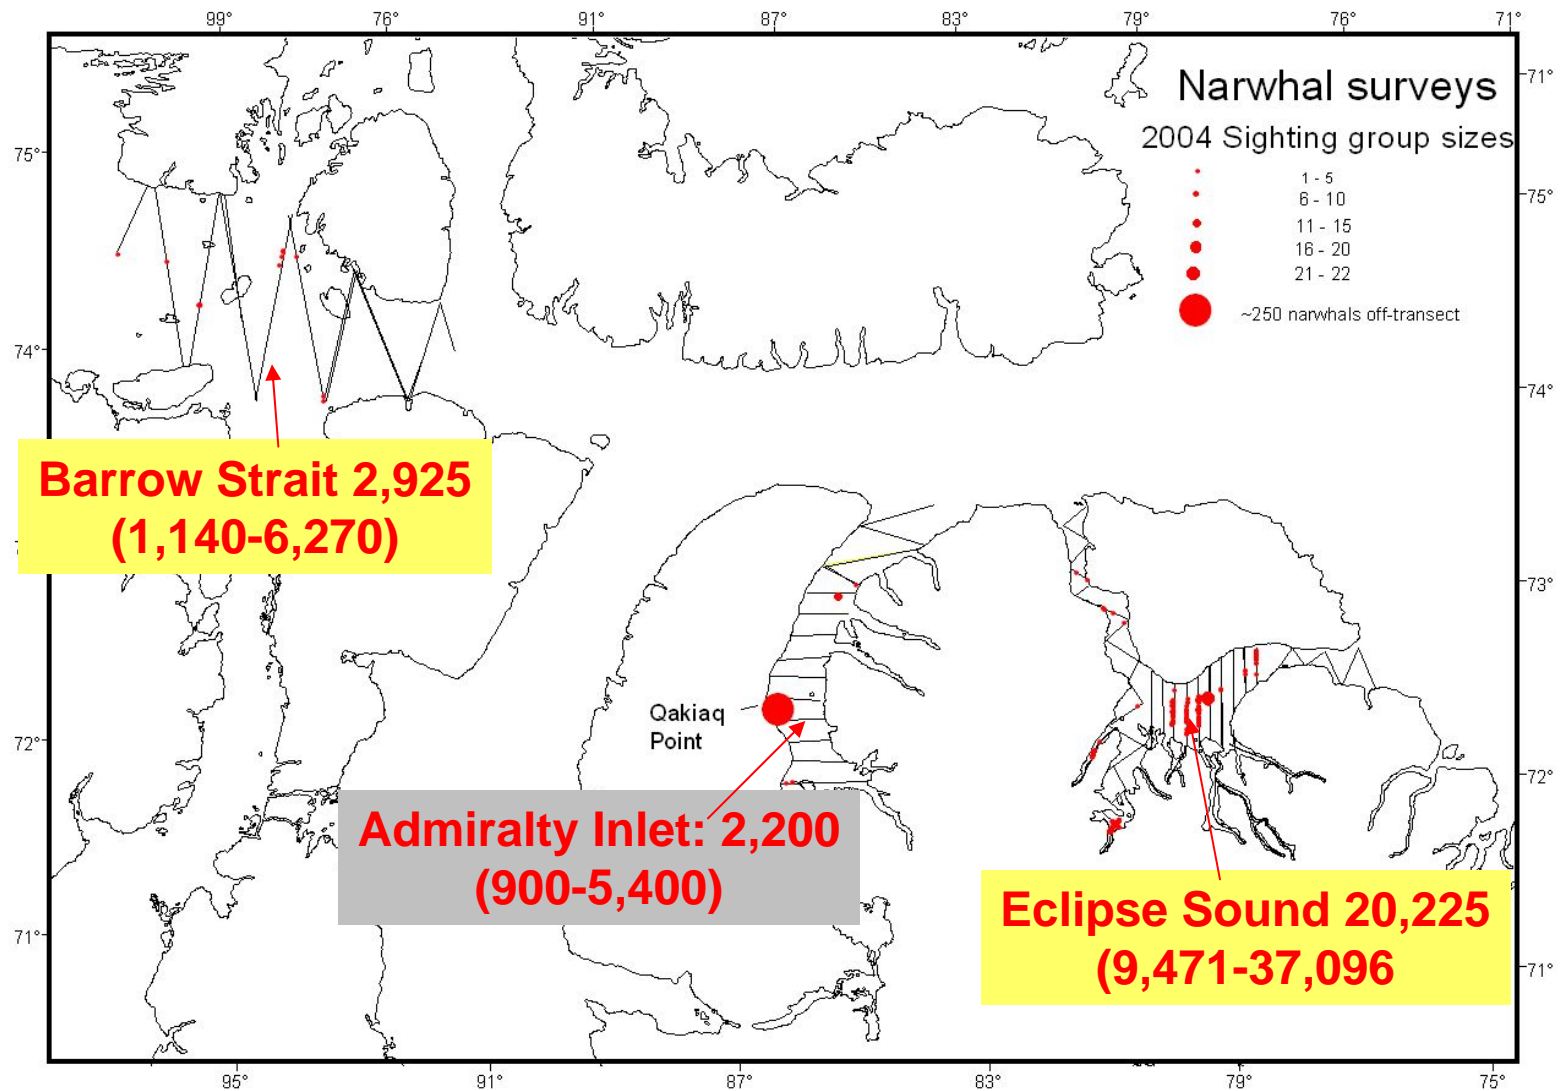 99° 76° 91° 87° 83° 79° 76° 71°
Narwhal surveys
2004 Sighting group sizes
1 - 5
6 - 10
11 - 15
16 - 20
21 - 22
~250 narwhals off-transect
71°
75°
75°
74°
74°
Barrow Strait 2,925
(1,140-6,270)
73°
Qakiaq
Point
72°
72°
Admiralty Inlet: 2,200
(900-5,400)
Eclipse Sound 20,225
(9,471-37,096
71°
71°
95° 91° 87° 83° 79° 75°